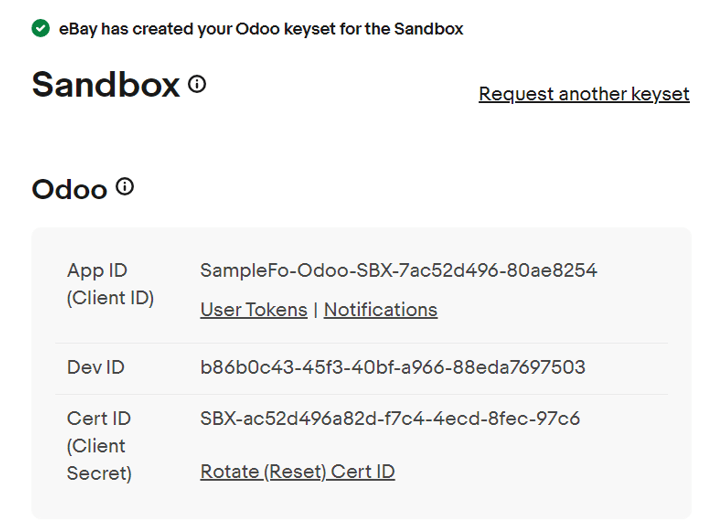 eBay has created your Odoo keyset for the Sandbox
Sandbox
Request another keyset
Odoo
App ID
(Client ID)
SampleFo-Odoo-SBX-7ac52d496-80ae8254
User Tokens | Notifications
Dev ID
b86b0c43-45f3-40bf-a966-88eda7697503
Cert ID
(Client
Secret)
SBX-ac52d496a82d-f7c4-4ecd-8fec-97c6
Rotate (Reset) Cert ID